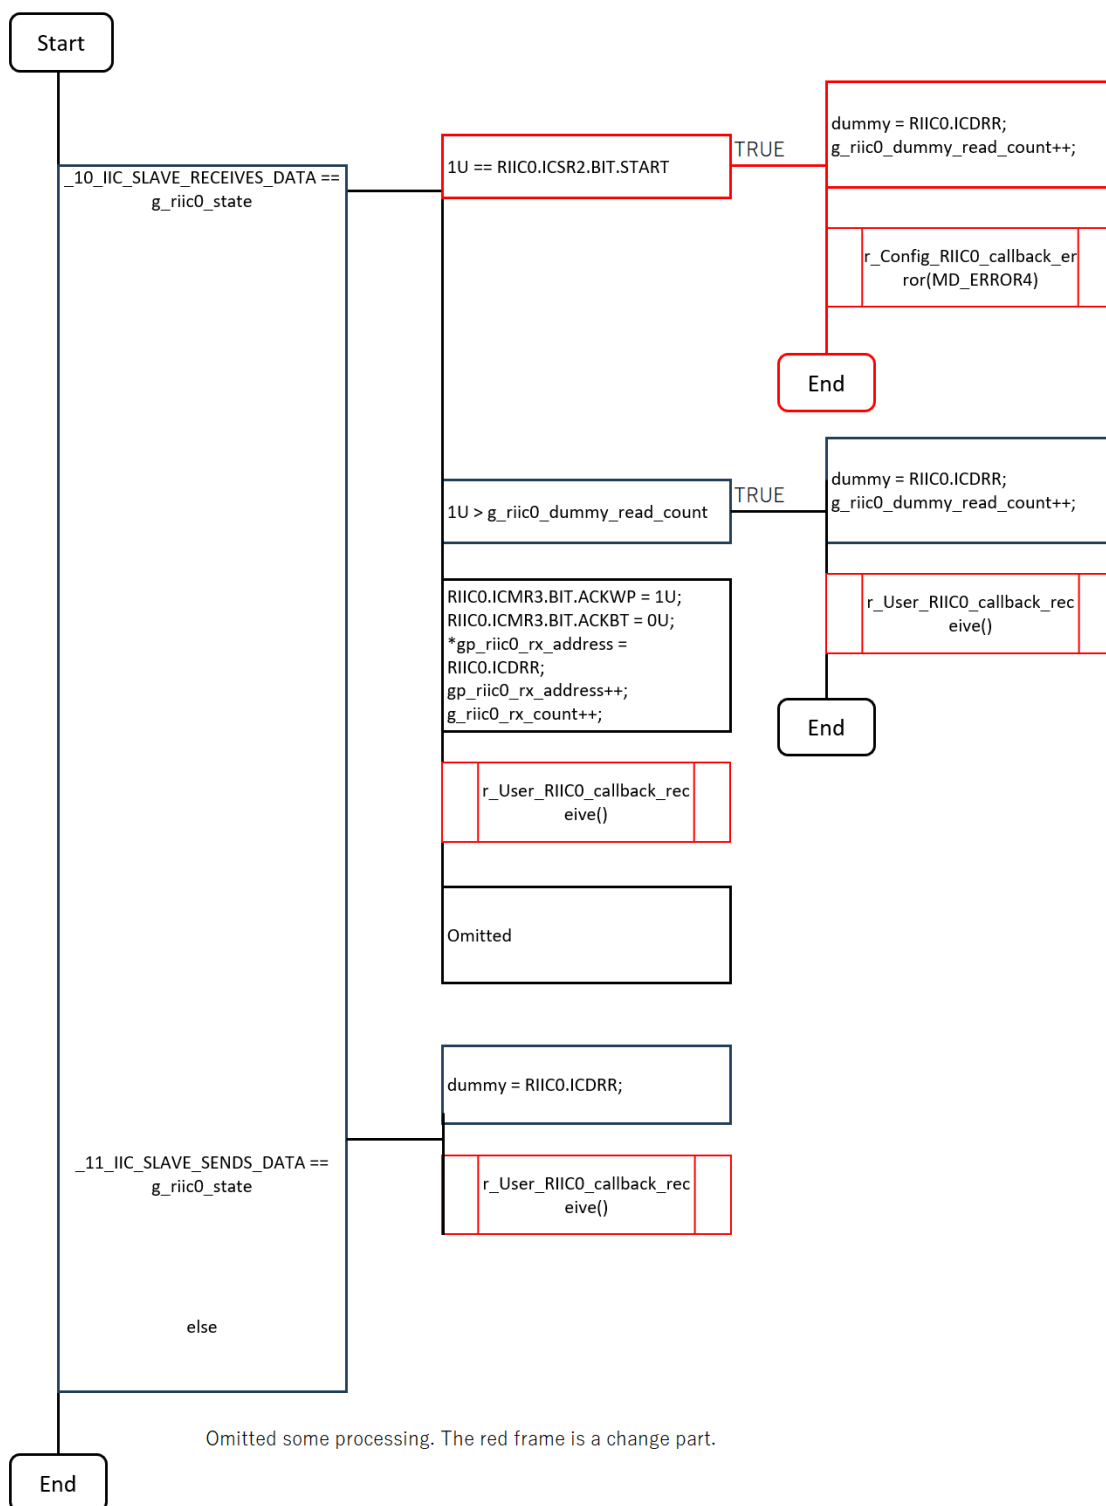 Start
_10_IIC_SLAVE_RECEIVES_DATA ==
g_riic0_state
1U == RIIC0.ICSR2.BIT.START
TRUE
dummy = RIIC0.ICDRR;
g_riic0_dummy_read_count++;
r_Config_RIIC0_callback_er
ror(MD_ERROR4)
End
1U > g_riic0_dummy_read_count
TRUE
dummy = RIIC0.ICDRR;
g_riic0_dummy_read_count++;
r_User_RIIC0_callback_rec
eive()
End
RIIC0.ICMR3.BIT.ACKWP = 1U;
RIIC0.ICMR3.BIT.ACKBT = 0U;
*gp_riic0_rx_address =
RIIC0.ICDRR;
gp_riic0_rx_address++;
g_riic0_rx_count++;
r_User_RIIC0_callback_rec
eive()
Omitted
_11_IIC_SLAVE_SENDS_DATA ==
g_riic0_state
dummy = RIIC0.ICDRR;
r_User_RIIC0_callback_rec
eive()
else
Omitted some processing. The red frame is a change part.
End